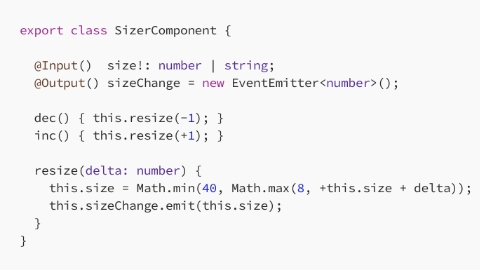 export class SizerComponent {
@Input()  size!: number | string;
@Output() sizeChange = new EventEmitter<number>();
dec() { this.resize(-1); }
inc() { this.resize(+1); }
resize(delta: number) {
this.size = Math.min(40, Math.max(8, +this.size + delta));
this.sizeChange.emit(this.size);
}
}